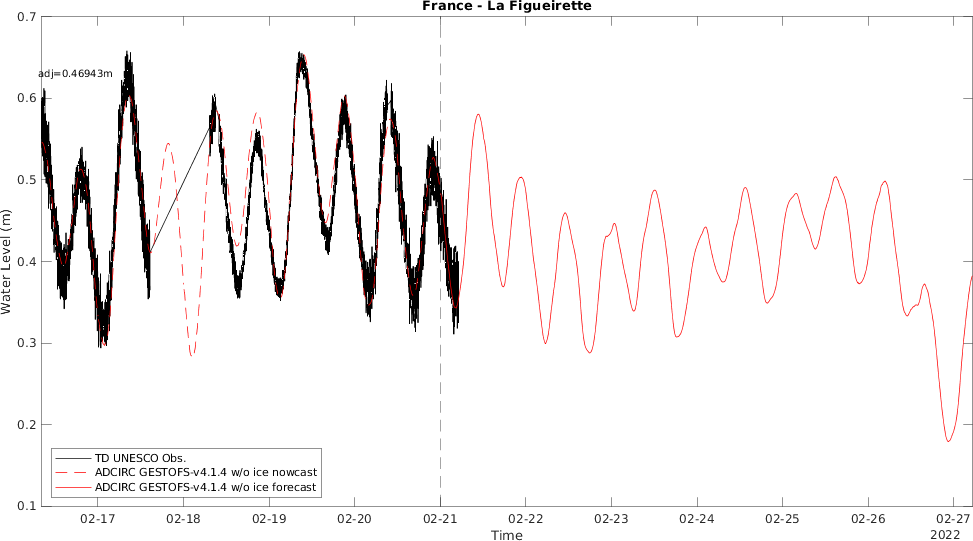 France - La Figueirette
0.7
adj=0.46943m
0.6
0.5
0.4
0.3
0.2
0.1
Water Level (m)
TD UNESCO Obs.
ADCIRC GESTOFS-v4.1.4 w/o ice nowcast
ADCIRC GESTOFS-v4.1.4 w/o ice forecast
02-17 02-18 02-19 02-20 02-21 02-22 02-23 02-24 02-25 02-26 02-27
2022
Time